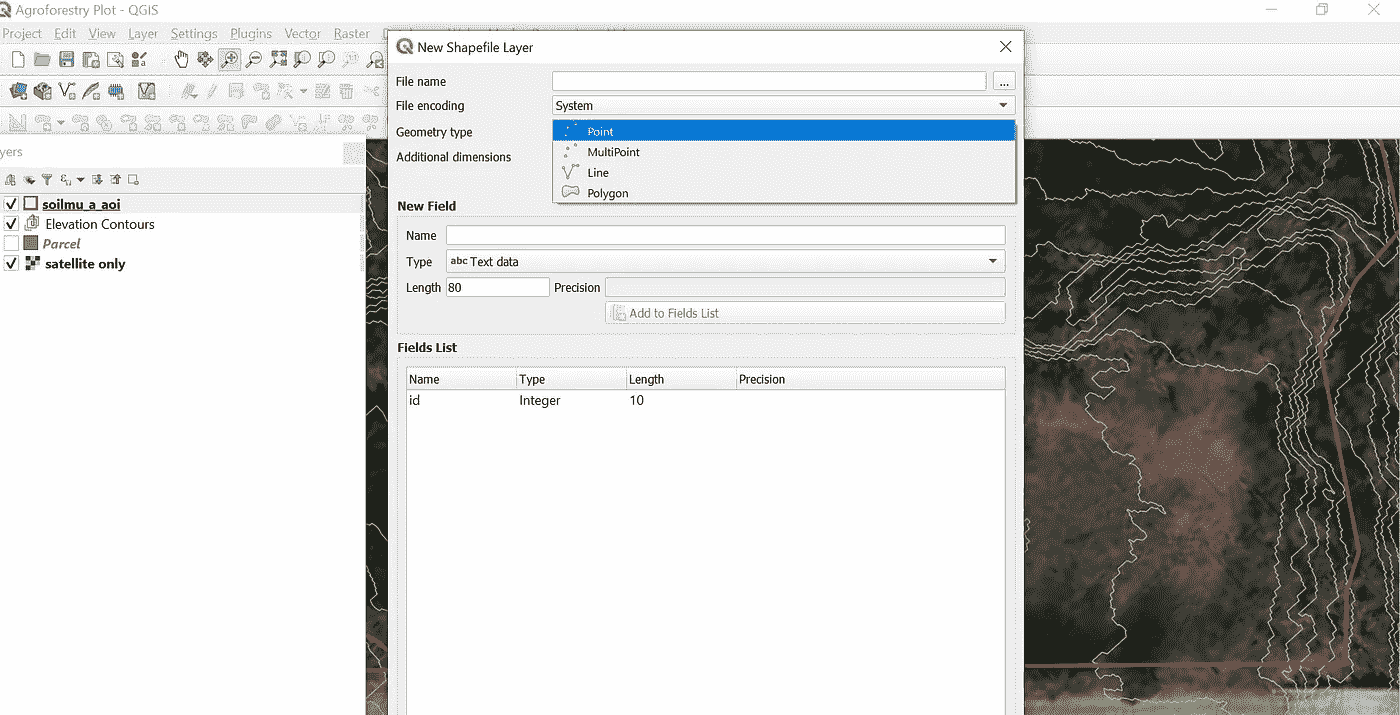 Agroforestry Plot - QGIS
Project Edit View Layer Settings Plugins Vector Raster
New Shapefile Layer
File name
...
File encoding System
Geometry type Point
MultiPoint
Additional dimensions
Line
Polygon
New Field
Name
Type abc Text data
Length 80 Precision
Add to Fields List
Fields List
Name Type Length Precision
id Integer 10
yers
soilmu_a_aoi
Elevation Contours
Parcel
satellite only